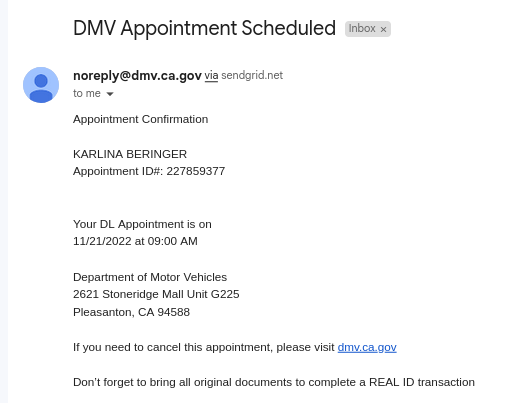 DMV Appointment Scheduled Inbox ×
noreply@dmv.ca.gov via sendgrid.net
to me
Appointment Confirmation
KARLINA BERINGER
Appointment ID#: 227859377
Your DL Appointment is on
11/21/2022 at 09:00 AM
Department of Motor Vehicles
2621 Stoneridge Mall Unit G225
Pleasanton, CA 94588
If you need to cancel this appointment, please visit dmv.ca.gov
Don't forget to bring all original documents to complete a REAL ID transaction